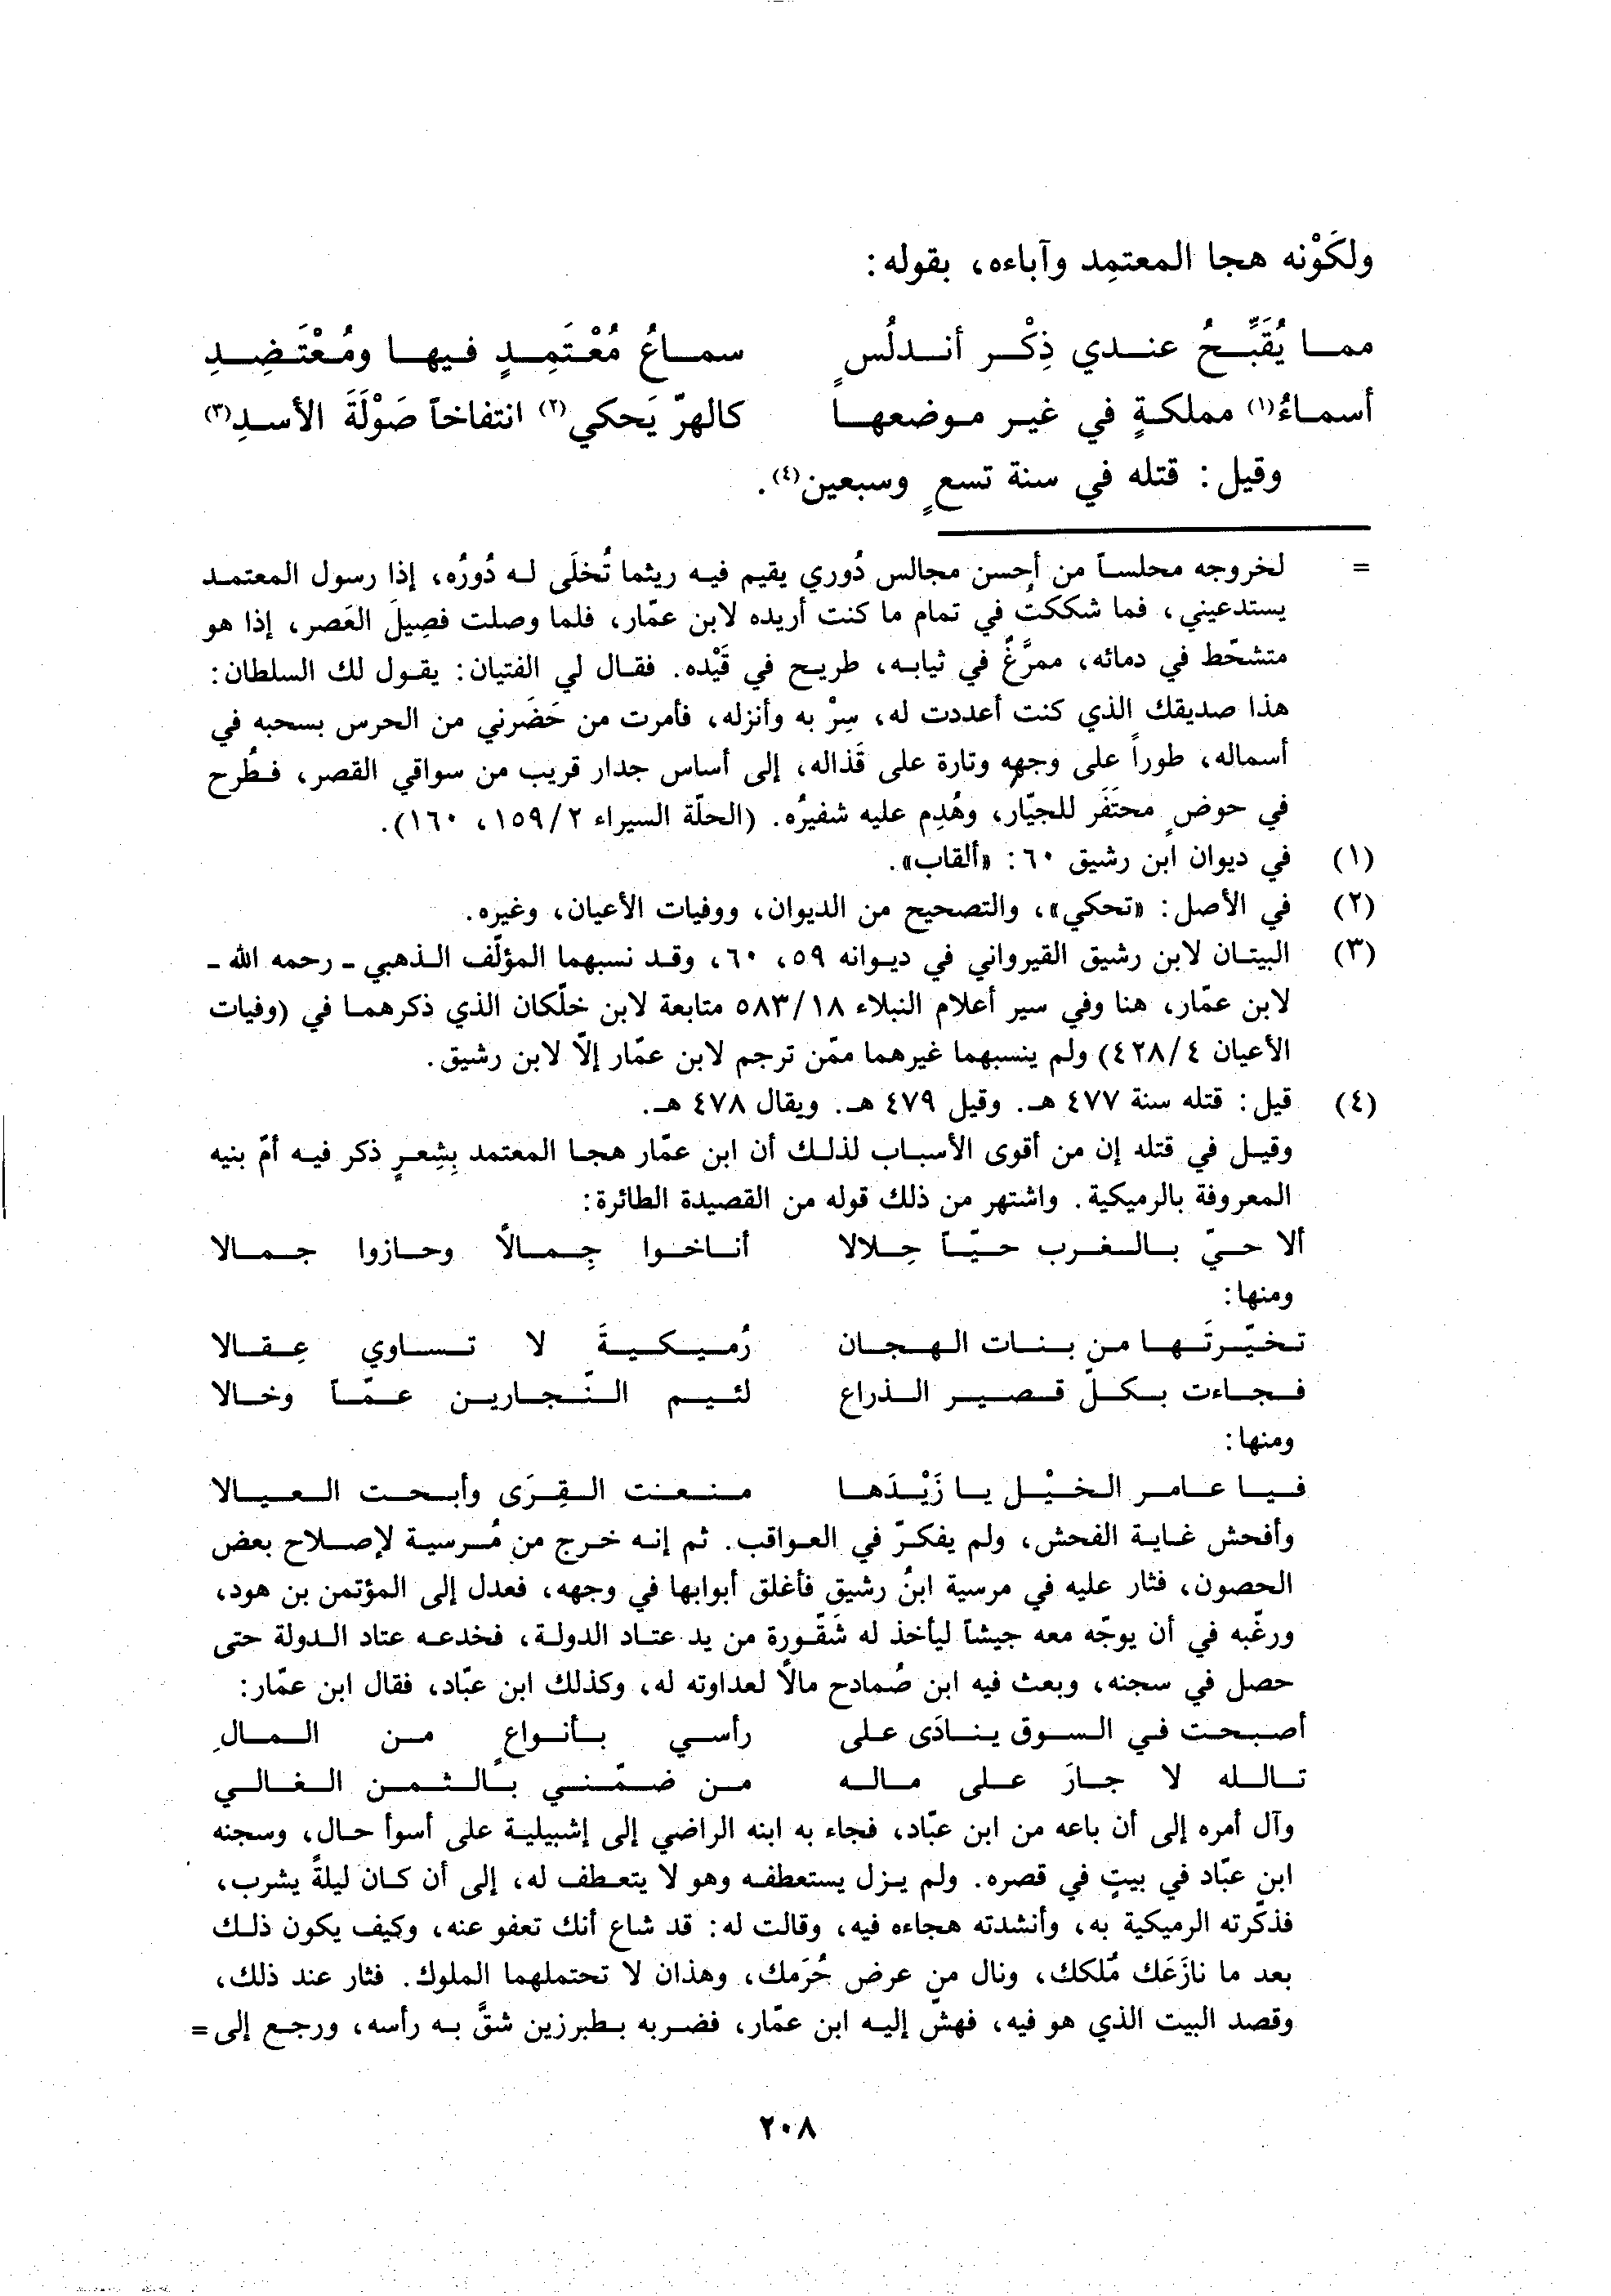 ولكَوْنه هجا المعتمِد وآباءه، بقوله:
مما يُقَبِّحُ عندي ذِكْر أندلُسٍ سماعُ مُعْتَمِدٍ فيها ومُعْتَضِدِ
أسماءُ(١) مملكةٍ في غير موضعها كالهرّ يَحكي(٢) انتفاخاً صَوْلَةَ الأسدِ(٣)
وقيل: قتله في سنة تسعٍ وسبعين(٤).
= لخروجه مجلساً من أحسن مجالس دُوري يقيم فيه ريثما تُخلَى له دُورُه، إذا رسول المعتمد
يستدعيني، فما شككتُ في تمام ما كنت أريده لابن عمّار، فلما وصلت فصِيلَ القَصر، إذا هو
متشحّط في دمائه، ممرَّغٌ في ثيابه، طريح في قَيْده. فقال لي الفتيان: يقول لك السلطان:
هذا صديقك الذي كنت أعددت له، سِرْ به وأنزله، فأمرت من حَضَرني من الحرس بسحبه في
أسماله، طوراً على وجهه وتارة على قَذاله، إلى أساس جدار قريب من سواقي القصر، فطُرح
في حوضٍ محتَفَر للجيّار، وهُدِم عليه شفيرُه. (الحلّة السيراء ٢/١٥٩، ١٦٠).
(١) في ديوان ابن رشيق ٦٠: «ألقاب».
(٢) في الأصل: «تحكي»، والتصحيح من الديوان، ووفيات الأعيان، وغيره.
(٣) البيتان لابن رشيق القيرواني في ديوانه ٥٩، ٦٠، وقد نسبهما المؤلّف الذهبي ـ رحمه الله ـ
لابن عمّار، هنا وفي سير أعلام النبلاء ١٨/٥٨٣ متابعة لابن خلّكان الذي ذكرهما في (وفيات
الأعيان ٤/٤٢٨) ولم ينسبهما غيرهما ممّن ترجم لابن عمّار إلّا لابن رشيق.
(٤) قيل: قتله سنة ٤٧٧ هـ. وقيل ٤٧٩ هـ. ويقال ٤٧٨ هـ.
وقيل في قتله إن من أقوى الأسباب لذلك أن ابن عمّار هجا المعتمد بِشِعرٍ ذكر فيه أمّ بنيه
المعروفة بالرميكية. واشتهر من ذلك قوله من القصيدة الطائرة:
ألا حيّ بالغرب حيّاً حِلالا أناخوا جِمالاً وحازوا جمالا
ومنها:
تخيّرتَها من بنات الهجان رُميكيةَ لا تساوي عِقالا
فجاءت بكلّ قصير الذراع لئيم النّجارين عمّاً وخالا
ومنها:
فيا عامر الخيْل يا زَيْدَها منعت القِرَى وأبحت العيالا
وأفحش غاية الفحش، ولم يفكرّ في العواقب. ثم إنه خرج من مُرسية لإصلاح بعض
الحصون، فثار عليه في مرسية ابنُ رشيق فأغلق أبوابها في وجهه، فعدل إلى المؤتمن بن هود،
ورغّبه في أن يوجّه معه جيشاً ليأخذ له شَقّورة من يد عتاد الدولة، فخدعه عتاد الدولة حتى
حصل في سجنه، وبعث فيه ابن صُمادح مالاً لعداوته له، وكذلك ابن عبّاد، فقال ابن عمّار:
أصبحت في السوق ينادَى على رأسي بأنواعٍ من المالِ
تالله لا جارَ على ماله من ضمّني بالثمن الغالي
وآل أمره إلى أن باعه من ابن عبّاد، فجاء به ابنه الراضي إلى إشبيلية على أسوأ حال، وسجنه
ابن عبّاد في بيتٍ في قصره. ولم يزل يستعطفه وهو لا يتعطف له، إلى أن كان ليلةً يشرب،
فذكّرته الرميكية به، وأنشدته هجاءه فيه، وقالت له: قد شاع أنك تعفو عنه، وكيف يكون ذلك
بعد ما نازَعَك مُلكك، ونال من عرض حُرَمك، وهذان لا تحتملهما الملوك. فثار عند ذلك،
وقصد البيت الذي هو فيه، فهشّ إليه ابن عمّار، فضربه بطبرزين شقَّ به رأسه، ورجع إلى =
٢٠٨